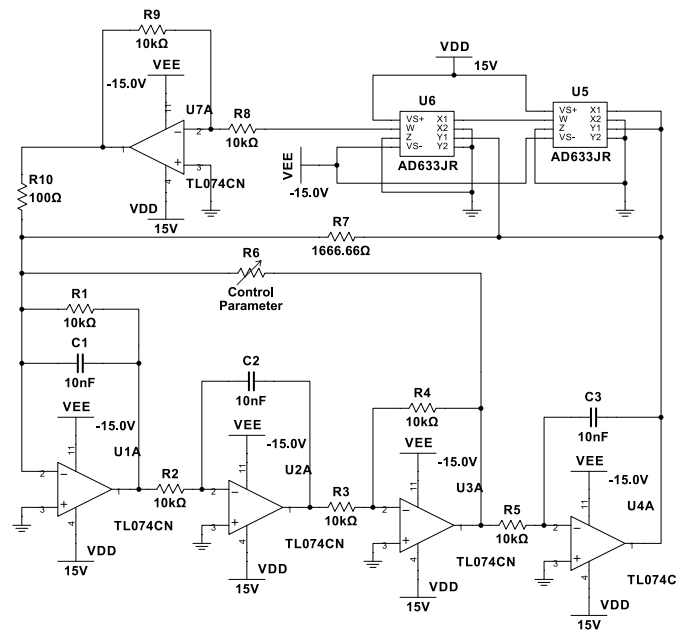 R9
10kΩ
VEE
-15.0V
11
U7A
2
3
1
4
TL074CN
VDD
15V
R8
10kΩ
VDD
15V
U6
VS+
W
Z
VS-
X1
X2
Y1
Y2
AD633JR
U5
VS+
W
Z
VS-
X1
X2
Y1
Y2
AD633JR
VEE
-15.0V
R10
100Ω
R7
1666.66Ω
R6
Control
Parameter
R1
10kΩ
C1
10nF
VEE
-15.0V
11
U1A
2
3
1
4
TL074CN
VDD
15V
R2
10kΩ
C2
10nF
VEE
-15.0V
11
U2A
2
3
1
4
TL074CN
VDD
15V
R3
10kΩ
R4
10kΩ
VEE
-15.0V
11
U3A
2
3
1
4
TL074CN
VDD
15V
R5
10kΩ
C3
10nF
VEE
-15.0V
11
U4A
2
3
1
4
TL074C
VDD
15V